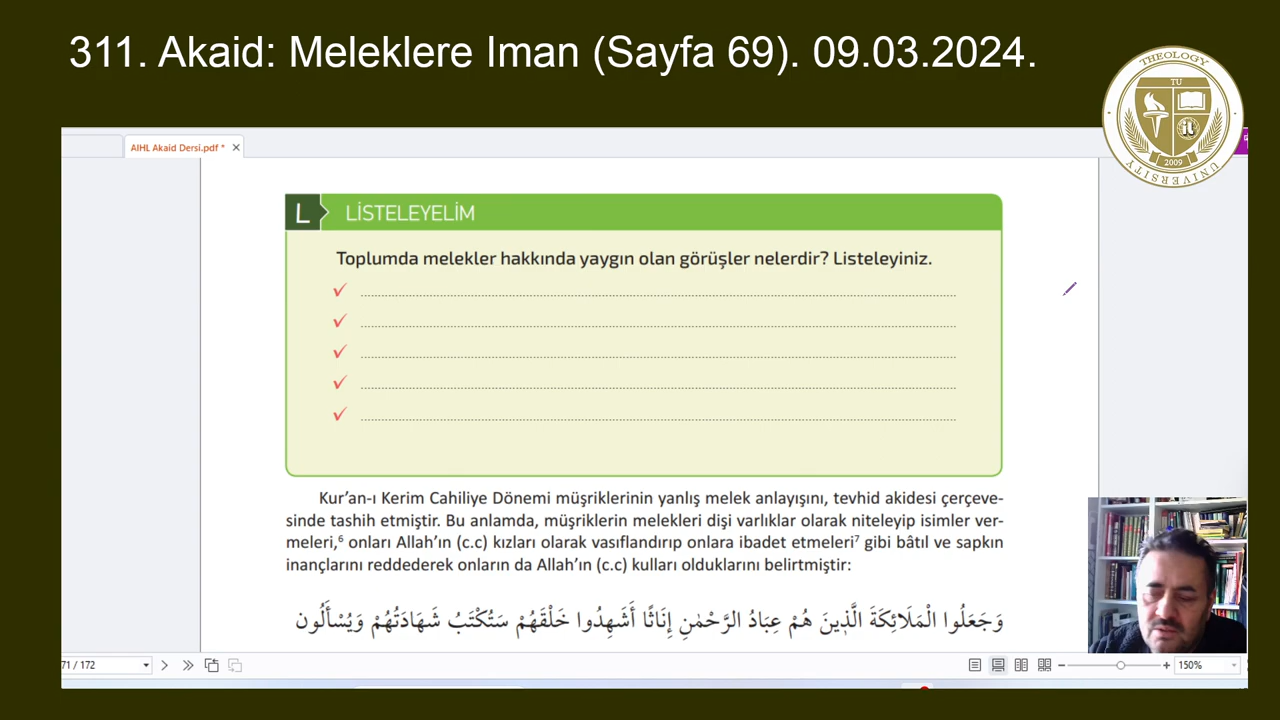 311. Akaid: Meleklere Iman (Sayfa 69). 09.03.2024.
THEOLOGY
TU
2009
UNIVERSITY
AIHL Akaid Dersi.pdf *
L LİSTELEYELİM
Toplumda melekler hakkında yaygın olan görüşler nelerdir? Listeleyiniz.
Kur'an-ı Kerim Cahiliye Dönemi müşriklerinin yanlış melek anlayışını, tevhid akidesi çerçeve-
sinde tashih etmiştir. Bu anlamda, müşriklerin melekleri dişi varlıklar olarak niteleyip isimler ver-
meleri,⁶ onları Allah'ın (c.c) kızları olarak vasıflandırıp onlara ibadet etmeleri⁷ gibi bâtıl ve sapkın
inançlarını reddederek onların da Allah'ın (c.c) kulları olduklarını belirtmiştir:
وَجَعَلُوا الْمَلَائِكَةَ الَّذ۪ينَ هُمْ عِبَادُ الرَّحْمٰنِ إِنَاثًا أَشَهِدُوا خَلْقَهُمْ سَتُكْتَبُ شَهَادَتُهُمْ وَيُسْأَلُون
71 / 172
150%